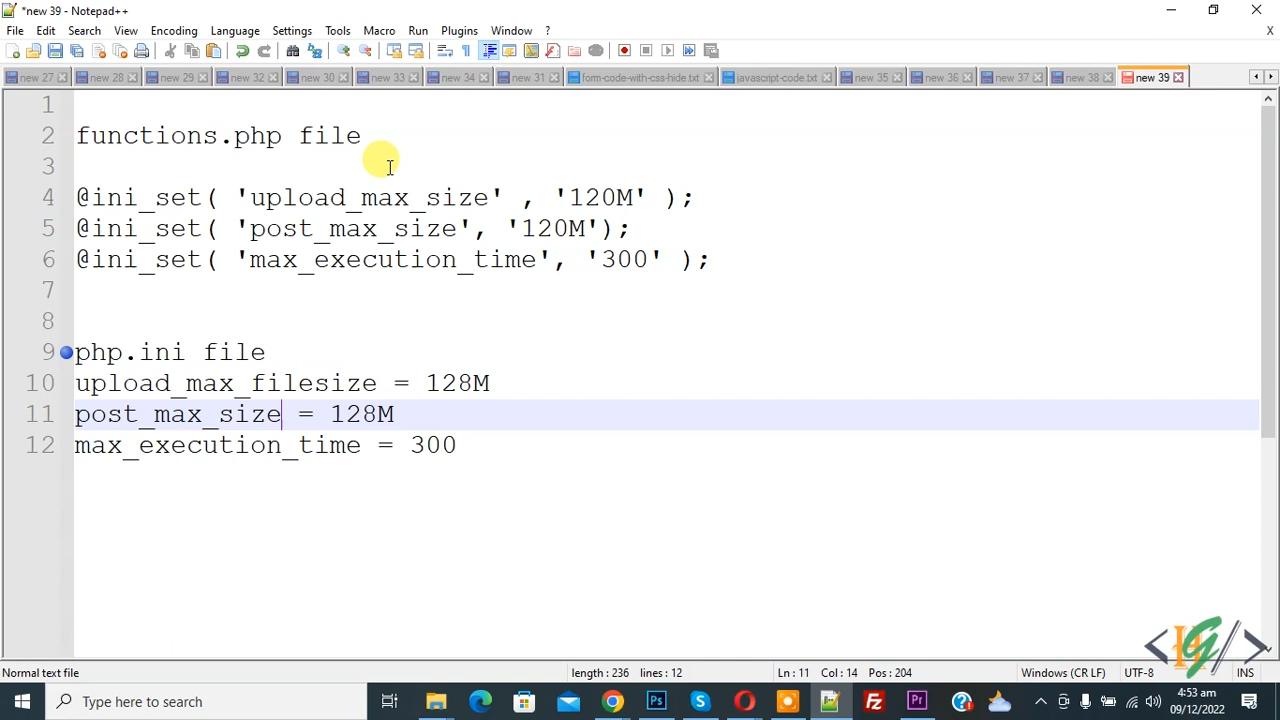 *new 39 - Notepad++
File Edit Search View Encoding Language Settings Tools Macro Run Plugins Window ? X
new 27 new 28 new 29 new 32 new 30 new 33 new 34 new 31 form-code-with-css-hide.txt javascript-code.txt new 35 new 36 new 37 new 38 new 39
1
2 functions.php file
3
4 @ini_set( 'upload_max_size' , '120M' );
5 @ini_set( 'post_max_size', '120M');
6 @ini_set( 'max_execution_time', '300' );
7
8
9 php.ini file
10 upload_max_filesize = 128M
11 post_max_size = 128M
12 max_execution_time = 300
Normal text file length : 236 lines : 12 Ln : 11 Col : 14 Pos : 204 Windows (CR LF) UTF-8 INS
Type here to search
4:53 am
09/12/2022